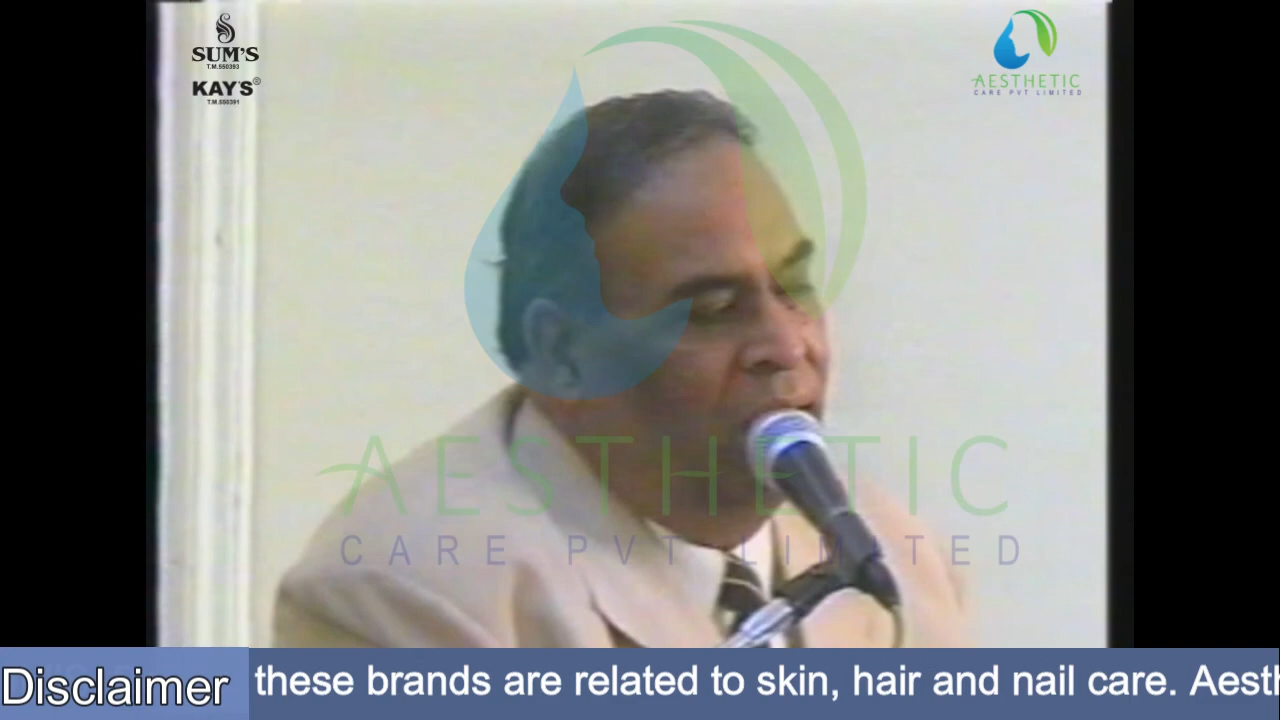 SUM'S
T.M.550393
KAY'S®
T.M.550391
AESTHETIC
CARE PVT LIMITED
AESTHETIC
CARE PVT LIMITED
Disclaimer
these brands are related to skin, hair and nail care. Aesth